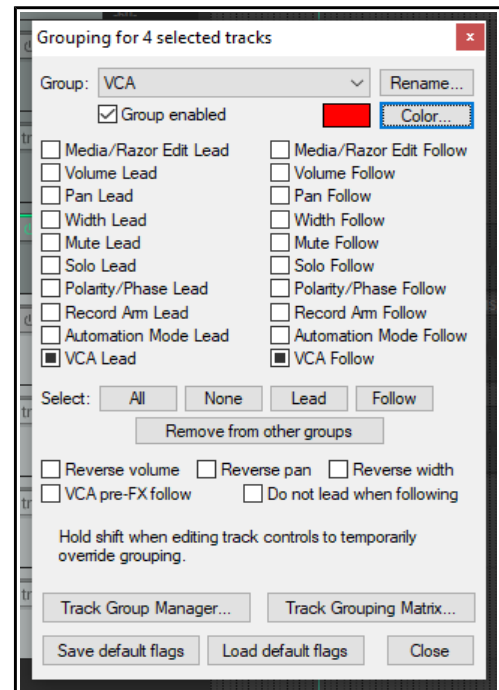 Grouping for 4 selected tracks
Group: VCA Rename...
Group enabled Color...
Media/Razor Edit Lead Media/Razor Edit Follow
Volume Lead Volume Follow
Pan Lead Pan Follow
Width Lead Width Follow
Mute Lead Mute Follow
Solo Lead Solo Follow
Polarity/Phase Lead Polarity/Phase Follow
Record Arm Lead Record Arm Follow
Automation Mode Lead Automation Mode Follow
VCA Lead VCA Follow
Select: All None Lead Follow
Remove from other groups
Reverse volume Reverse pan Reverse width
VCA pre-FX follow Do not lead when following
Hold shift when editing track controls to temporarily
override grouping.
Track Group Manager... Track Grouping Matrix...
Save default flags Load default flags Close